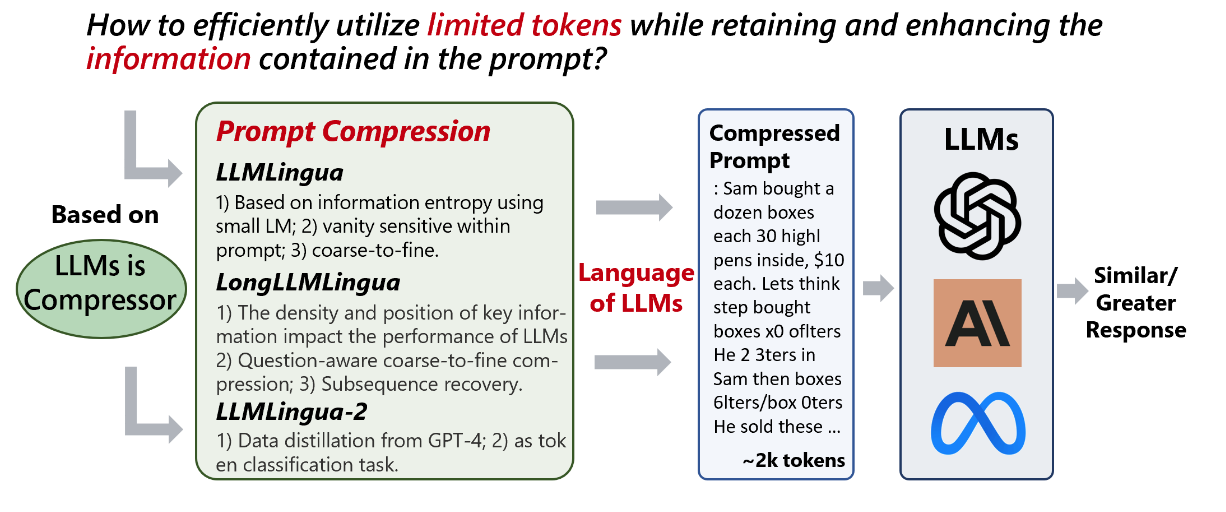 How to efficiently utilize limited tokens while retaining and enhancing the
information contained in the prompt?
Based on
LLMs is
Compressor
Prompt Compression
LLMLingua
1) Based on information entropy using
small LM; 2) vanity sensitive within
prompt; 3) coarse-to-fine.
LongLLMLingua
1) The density and position of key infor-
mation impact the performance of LLMs
2) Question-aware coarse-to-fine com-
pression; 3) Subsequence recovery.
LLMLingua-2
1) Data distillation from GPT-4; 2) as tok
en classification task.
Language
of LLMs
Compressed
Prompt
: Sam bought a
dozen boxes
each 30 highl
pens inside, $10
each. Lets think
step bought
boxes x0 oflters
He 2 3ters in
Sam then boxes
6lters/box 0ters
He sold these ...
~2k tokens
LLMs
AI
Similar/
Greater
Response